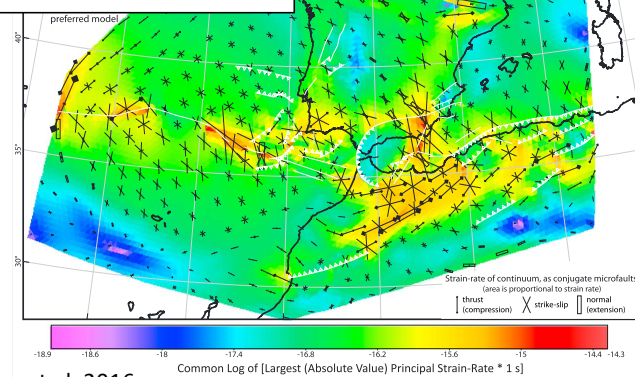 preferred model
40°
35°
30°
Strain-rate of continuum, as conjugate microfaults
(area is proportional to strain rate)
thrust
(compression)
strike-slip
normal
(extension)
-18.9 -18.6 -18 -17.4 -16.8 -16.2 -15.6 -15 -14.4 -14.3
Common Log of [Largest (Absolute Value) Principal Strain-Rate * 1 s]
2016